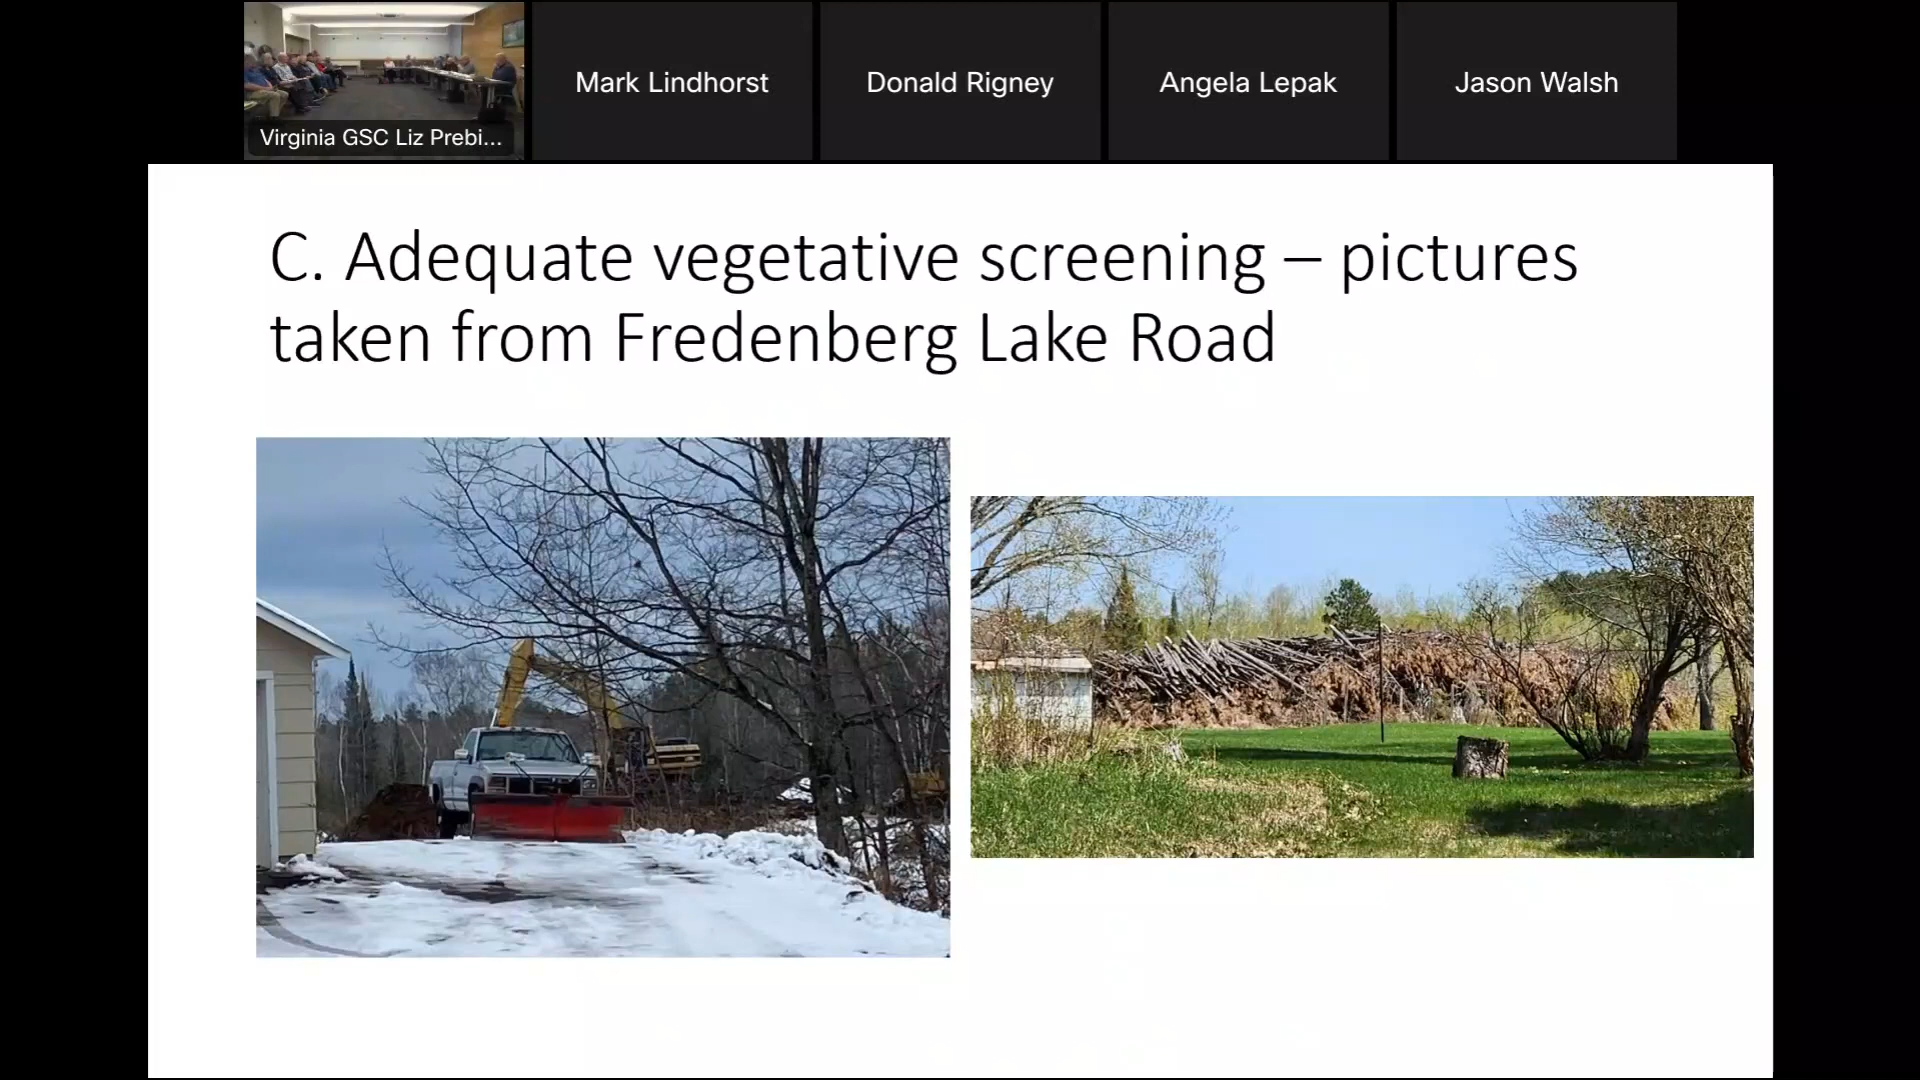 Virginia GSC Liz Prebi...
Mark Lindhorst
Donald Rigney
Angela Lepak
Jason Walsh
C. Adequate vegetative screening – pictures
taken from Fredenberg Lake Road